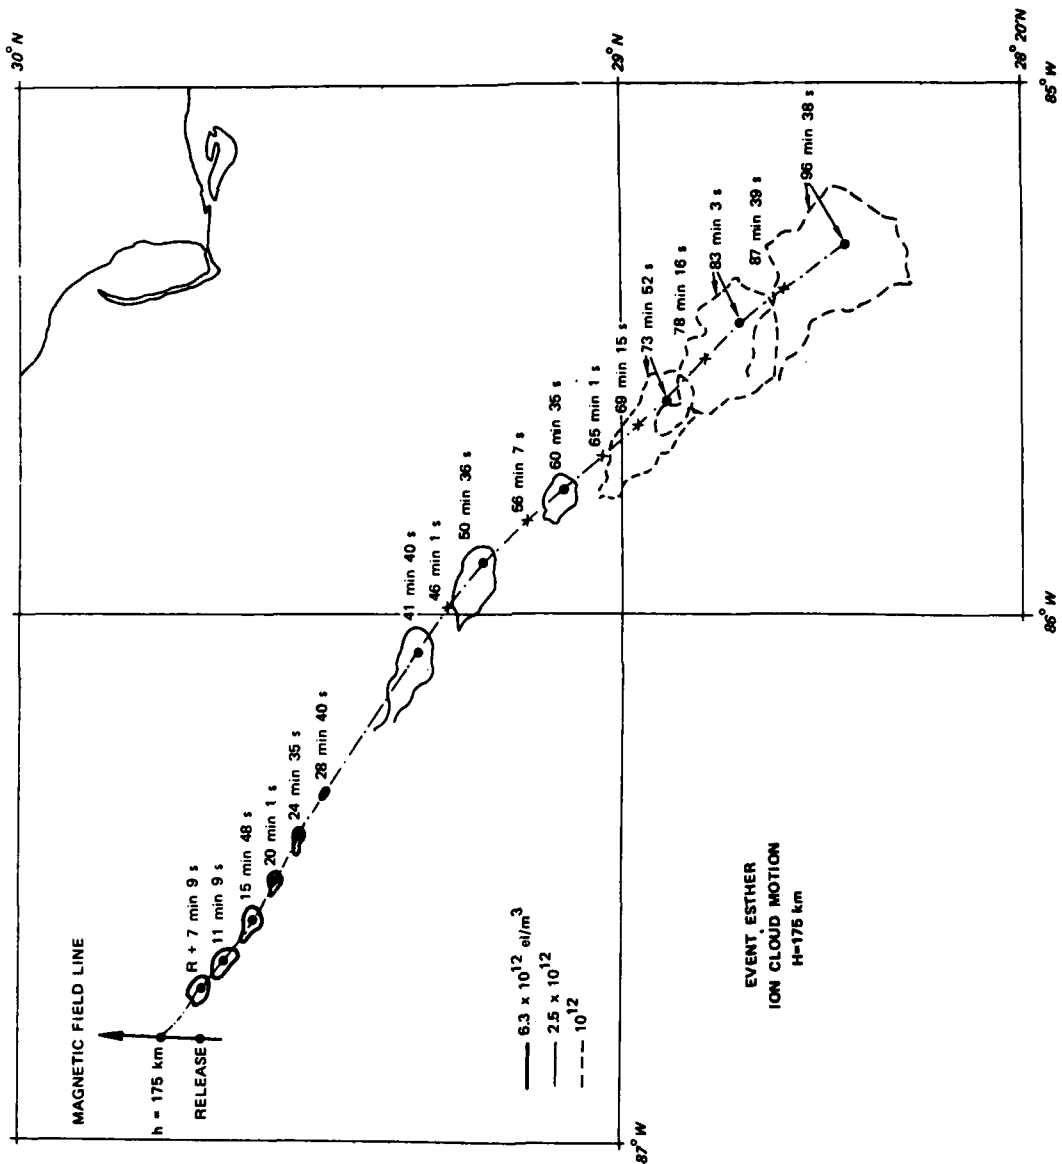 30° N
29° N
28° 20'N
85° W
86° W
87° W
MAGNETIC FIELD LINE
h = 175 km
RELEASE
R + 7 min 9 s
11 min 9 s
15 min 48 s
20 min 1 s
24 min 35 s
28 min 40 s
41 min 40 s
46 min 1 s
50 min 36 s
56 min 7 s
60 min 35 s
65 min 1 s
69 min 15 s
73 min 52 s
78 min 16 s
83 min 3 s
87 min 39 s
96 min 38 s
6.3 x 10¹² el/m³
2.5 x 10¹²
10¹²
EVENT ESTHER
ION CLOUD MOTION
H=175 km